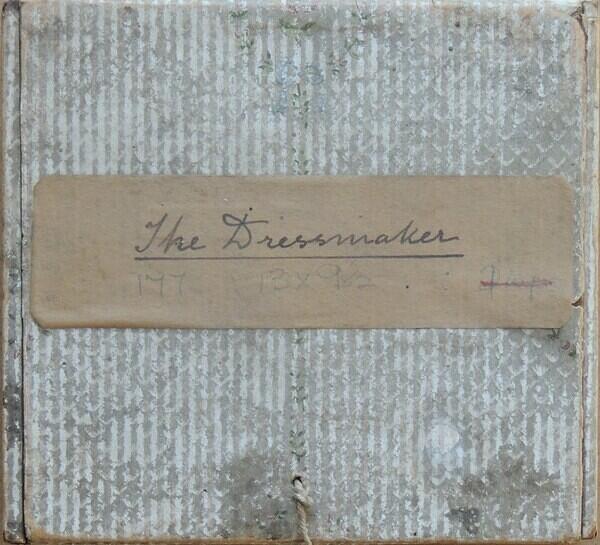 The Dressmaker
177 13 x 9½